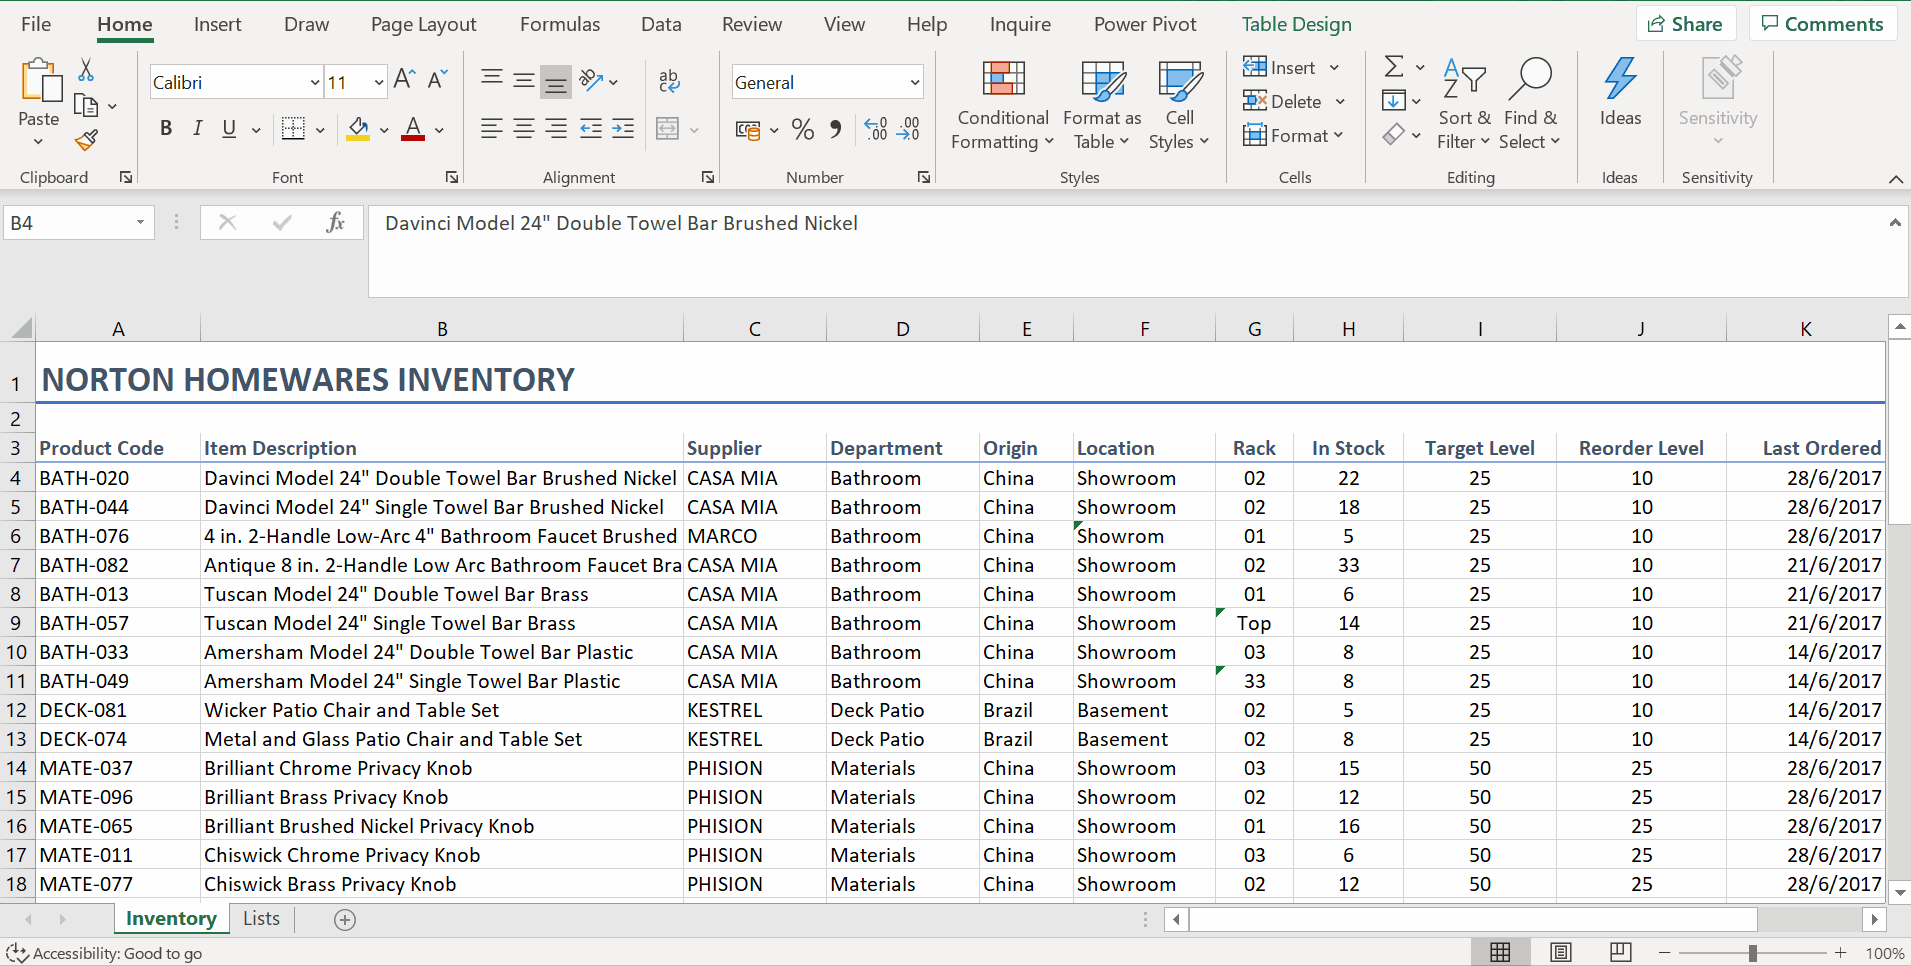 File Home Insert Draw Page Layout Formulas Data Review View Help Inquire Power Pivot Table Design Share Comments
Paste Calibri 11 General Conditional Formatting Format as Table Cell Styles Insert Delete Format Sort & Filter Find & Select Ideas Sensitivity
Clipboard Font Alignment Number Styles Cells Editing Ideas Sensitivity
B4 fx Davinci Model 24" Double Towel Bar Brushed Nickel
A B C D E F G H I J K
1 NORTON HOMEWARES INVENTORY
2
3 Product Code Item Description Supplier Department Origin Location Rack In Stock Target Level Reorder Level Last Ordered
4 BATH-020 Davinci Model 24" Double Towel Bar Brushed Nickel CASA MIA Bathroom China Showroom 02 22 25 10 28/6/2017
5 BATH-044 Davinci Model 24" Single Towel Bar Brushed Nickel CASA MIA Bathroom China Showroom 02 18 25 10 28/6/2017
6 BATH-076 4 in. 2-Handle Low-Arc 4" Bathroom Faucet Brushed MARCO Bathroom China Showrom 01 5 25 10 28/6/2017
7 BATH-082 Antique 8 in. 2-Handle Low Arc Bathroom Faucet Bra CASA MIA Bathroom China Showroom 02 33 25 10 21/6/2017
8 BATH-013 Tuscan Model 24" Double Towel Bar Brass CASA MIA Bathroom China Showroom 01 6 25 10 21/6/2017
9 BATH-057 Tuscan Model 24" Single Towel Bar Brass CASA MIA Bathroom China Showroom Top 14 25 10 21/6/2017
10 BATH-033 Amersham Model 24" Double Towel Bar Plastic CASA MIA Bathroom China Showroom 03 8 25 10 14/6/2017
11 BATH-049 Amersham Model 24" Single Towel Bar Plastic CASA MIA Bathroom China Showroom 33 8 25 10 14/6/2017
12 DECK-081 Wicker Patio Chair and Table Set KESTREL Deck Patio Brazil Basement 02 5 25 10 14/6/2017
13 DECK-074 Metal and Glass Patio Chair and Table Set KESTREL Deck Patio Brazil Basement 02 8 25 10 14/6/2017
14 MATE-037 Brilliant Chrome Privacy Knob PHISION Materials China Showroom 03 15 50 25 28/6/2017
15 MATE-096 Brilliant Brass Privacy Knob PHISION Materials China Showroom 02 12 50 25 28/6/2017
16 MATE-065 Brilliant Brushed Nickel Privacy Knob PHISION Materials China Showroom 01 16 50 25 28/6/2017
17 MATE-011 Chiswick Chrome Privacy Knob PHISION Materials China Showroom 03 6 50 25 28/6/2017
18 MATE-077 Chiswick Brass Privacy Knob PHISION Materials China Showroom 02 12 50 25 28/6/2017
Inventory Lists
Accessibility: Good to go 100%